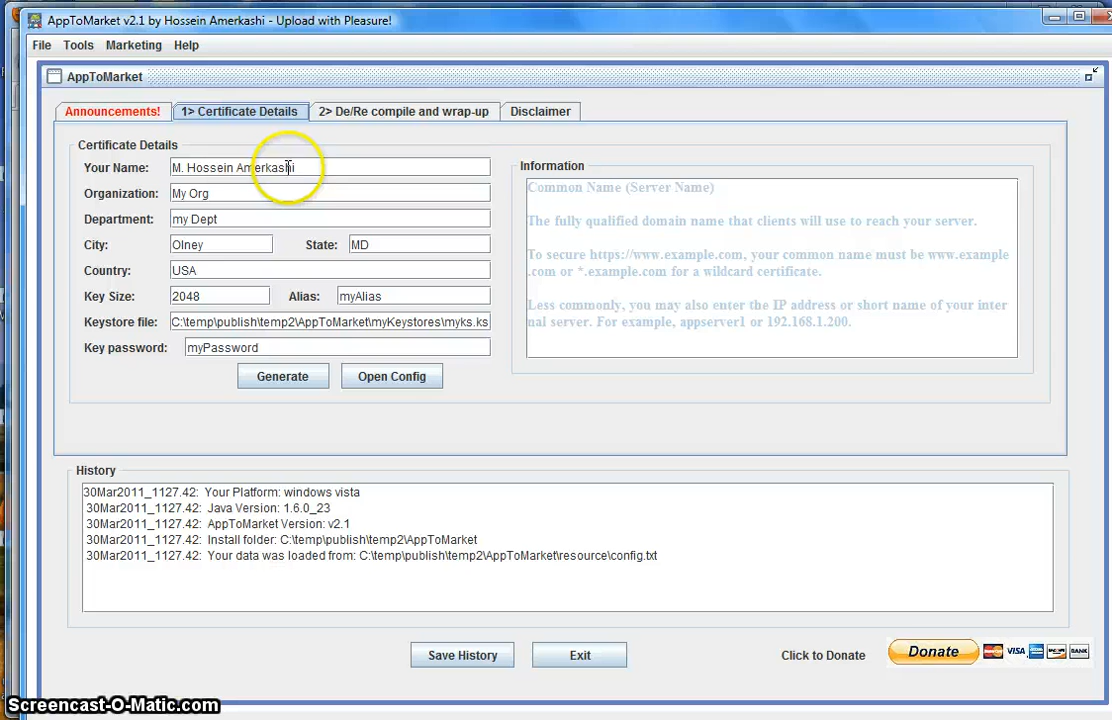 AppToMarket v2.1 by Hossein Amerkashi - Upload with Pleasure!
File Tools Marketing Help
AppToMarket
Announcements! 1> Certificate Details 2> De/Re compile and wrap-up Disclaimer
Certificate Details
Your Name: M. Hossein Amerkashi
Organization: My Org
Department: my Dept
City: Olney State: MD
Country: USA
Key Size: 2048 Alias: myAlias
Keystore file: C:\temp\publish\temp2\AppToMarket\myKeystores\myks.ks
Key password: myPassword
Generate Open Config
Information
Common Name (Server Name)
The fully qualified domain name that clients will use to reach your server.
To secure https://www.example.com, your common name must be www.example
.com or *.example.com for a wildcard certificate.
Less commonly, you may also enter the IP address or short name of your inter
nal server. For example, appserver1 or 192.168.1.200.
History
30Mar2011_1127.42: Your Platform: windows vista
30Mar2011_1127.42: Java Version: 1.6.0_23
30Mar2011_1127.42: AppToMarket Version: v2.1
30Mar2011_1127.42: Install folder: C:\temp\publish\temp2\AppToMarket
30Mar2011_1127.42: Your data was loaded from: C:\temp\publish\temp2\AppToMarket\resource\config.txt
Save History Exit Click to Donate Donate VISA BANK
Screencast-O-Matic.com